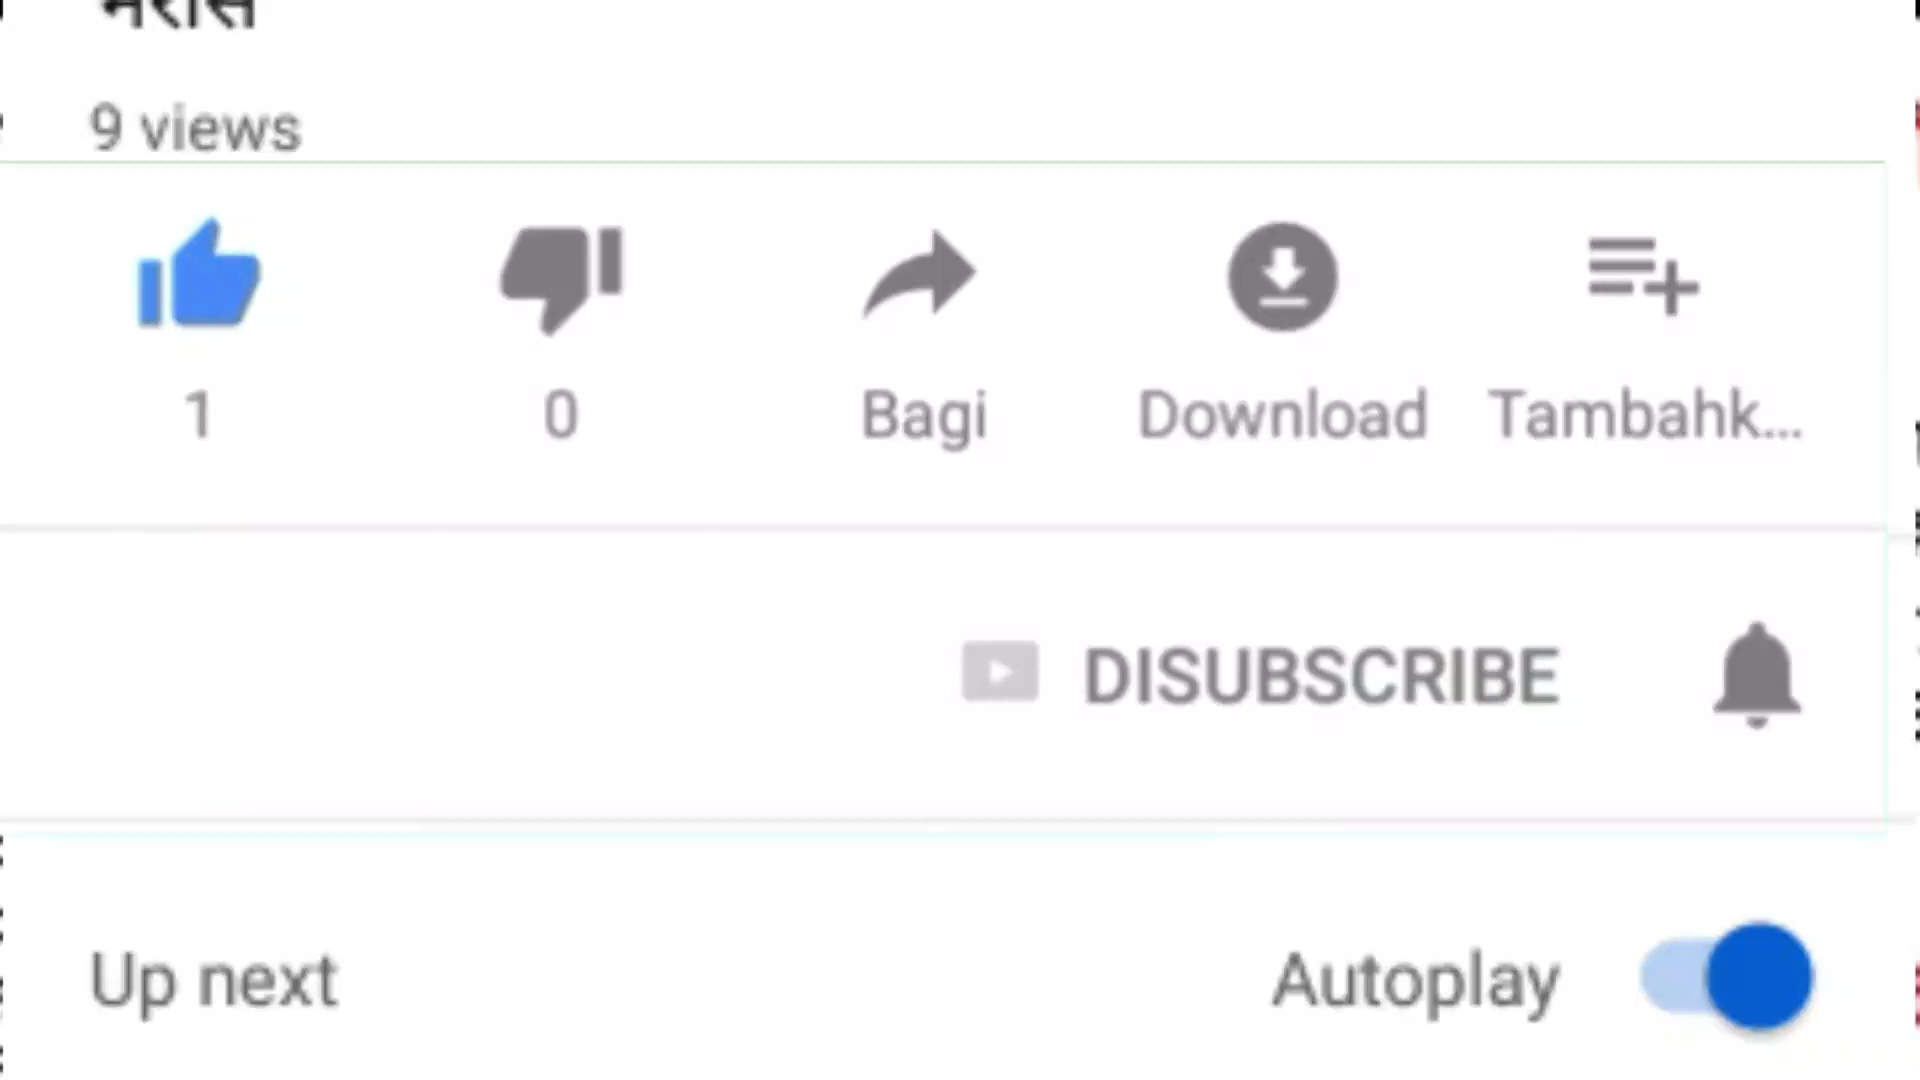 9 views
1
0
Bagi
Download
Tambahk...
DISUBSCRIBE
Up next
Autoplay